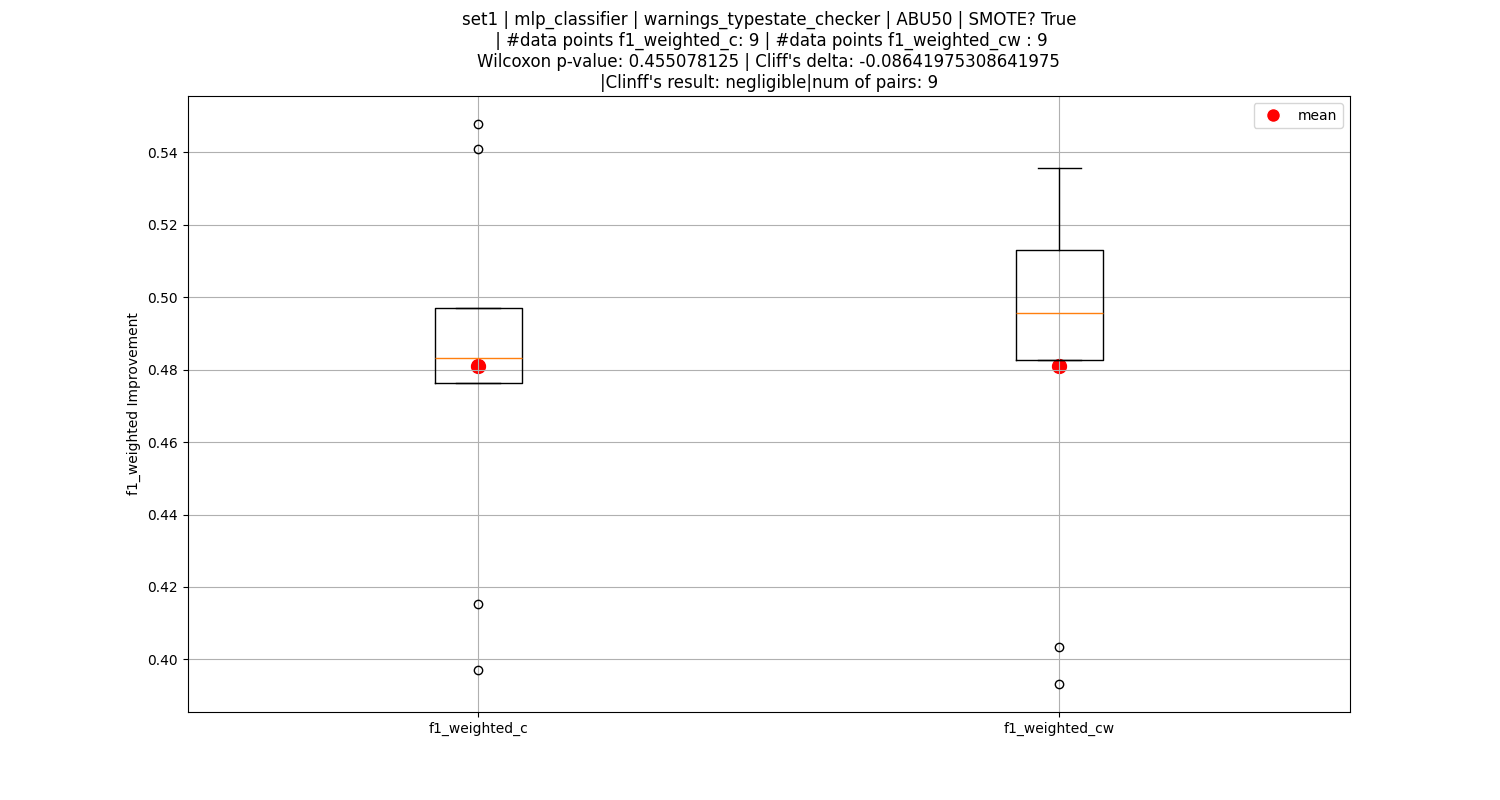 set1 | mlp_classifier | warnings_typestate_checker | ABU50 | SMOTE? True
| #data points f1_weighted_c: 9 | #data points f1_weighted_cw : 9
Wilcoxon p-value: 0.455078125 | Cliff's delta: -0.08641975308641975
|Clinff's result: negligible|num of pairs: 9
mean
0.54
0.52
0.50
0.48
0.46
0.44
0.42
0.40
f1_weighted Improvement
f1_weighted_c
f1_weighted_cw